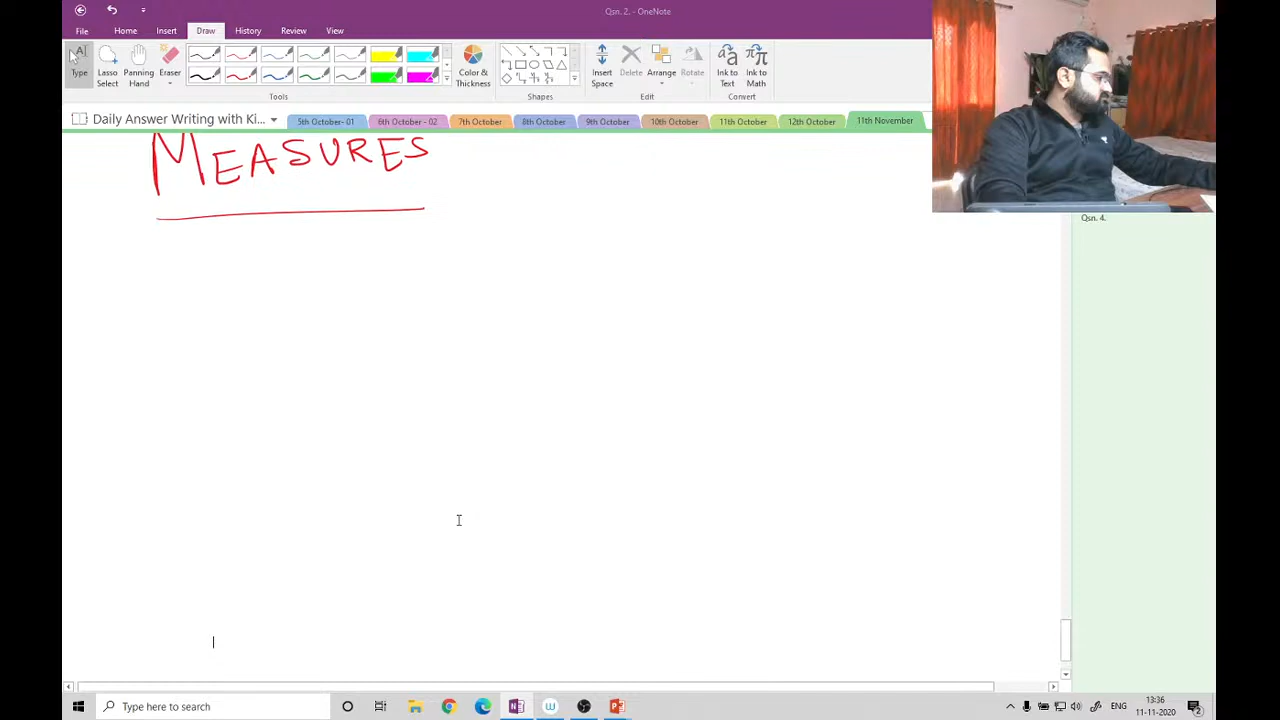 Qsn. 2. - OneNote
File Home Insert Draw History Review View
Type
Lasso Select
Panning Hand
Eraser
Color & Thickness
Insert Space
Delete
Arrange
Rotate
Ink to Text
Ink to Math
Tools
Shapes
Edit
Convert
Daily Answer Writing with Ki...
5th October- 01
6th October - 02
7th October
8th October
9th October
10th October
11th October
12th October
11th November
MEASURES
Qsn. 4.
Type here to search
ENG
13:36
11-11-2020
2